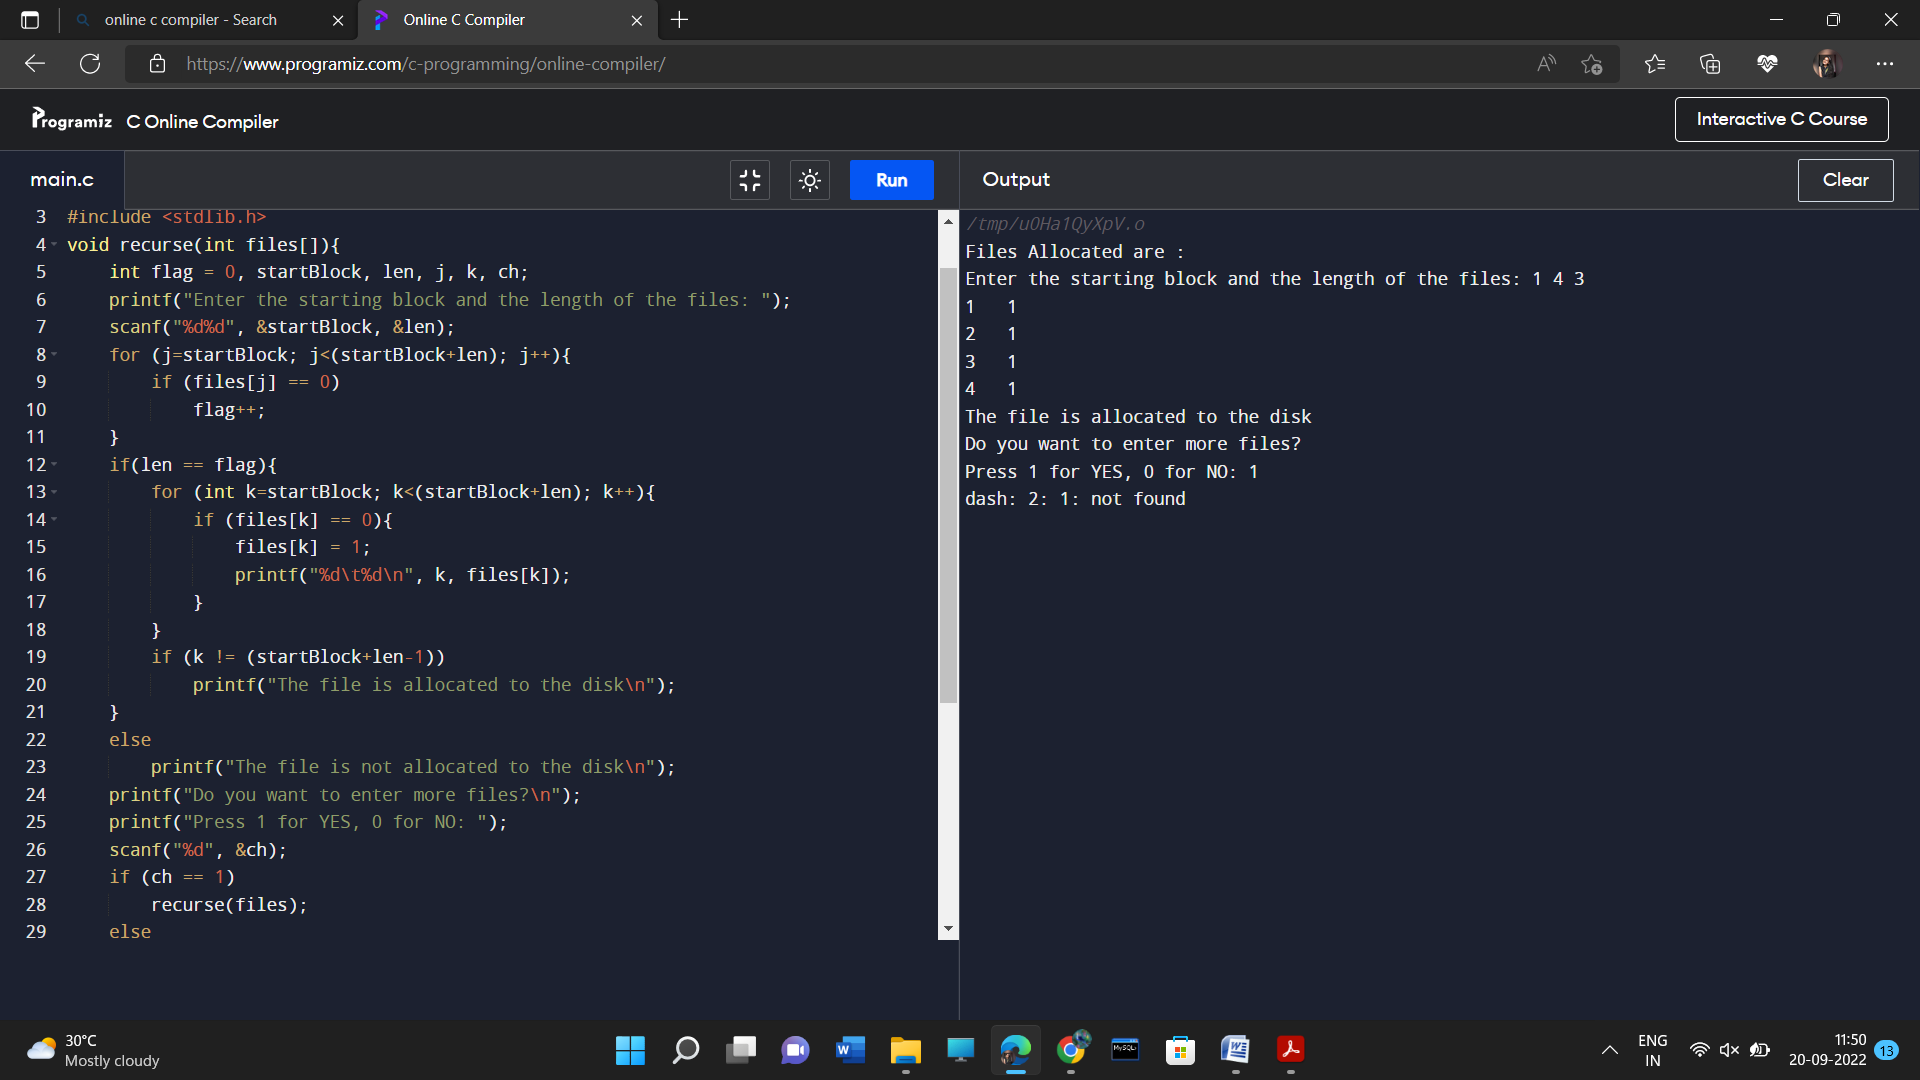 online c compiler - Search
Online C Compiler
https://www.programiz.com/c-programming/online-compiler/
Programiz C Online Compiler
Interactive C Course
main.c
Run
Output
Clear
3 #include <stdlib.h>
4 void recurse(int files[]){
5 int flag = 0, startBlock, len, j, k, ch;
6 printf("Enter the starting block and the length of the files: ");
7 scanf("%d%d", &startBlock, &len);
8 for (j=startBlock; j<(startBlock+len); j++){
9 if (files[j] == 0)
10 flag++;
11 }
12 if(len == flag){
13 for (int k=startBlock; k<(startBlock+len); k++){
14 if (files[k] == 0){
15 files[k] = 1;
16 printf("%d\t%d\n", k, files[k]);
17 }
18 }
19 if (k != (startBlock+len-1))
20 printf("The file is allocated to the disk\n");
21 }
22 else
23 printf("The file is not allocated to the disk\n");
24 printf("Do you want to enter more files?\n");
25 printf("Press 1 for YES, 0 for NO: ");
26 scanf("%d", &ch);
27 if (ch == 1)
28 recurse(files);
29 else
/tmp/u0Ha1QyXpV.o
Files Allocated are :
Enter the starting block and the length of the files: 1 4 3
1 1
2 1
3 1
4 1
The file is allocated to the disk
Do you want to enter more files?
Press 1 for YES, 0 for NO: 1
dash: 2: 1: not found
30°C
Mostly cloudy
MySQL
ENG
IN
11:50
20-09-2022
13